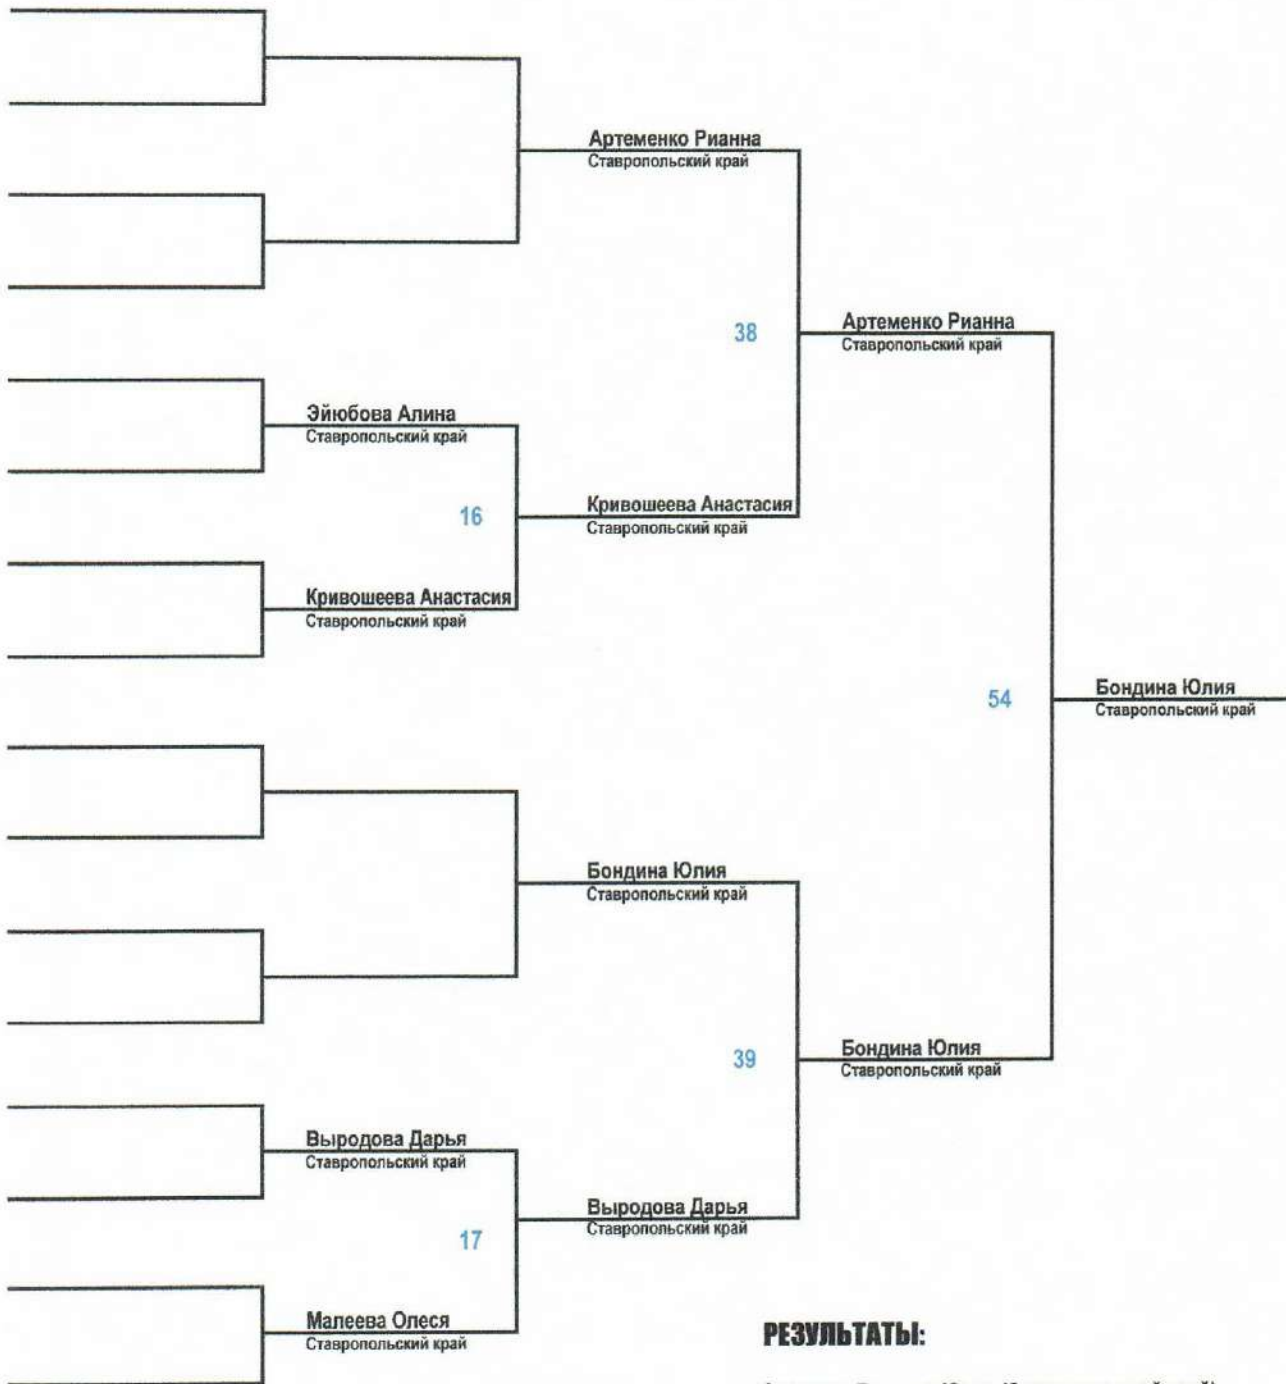 Артеменко Рианна
Ставропольский край
38
Артеменко Рианна
Ставропольский край
Эйюбова Алина
Ставропольский край
16
Кривошеева Анастасия
Ставропольский край
Кривошеева Анастасия
Ставропольский край
54
Бондина Юлия
Ставропольский край
Бондина Юлия
Ставропольский край
39
Бондина Юлия
Ставропольский край
Выродова Дарья
Ставропольский край
17
Выродова Дарья
Ставропольский край
Малеева Олеся
Ставропольский край
РЕЗУЛЬТАТЫ: